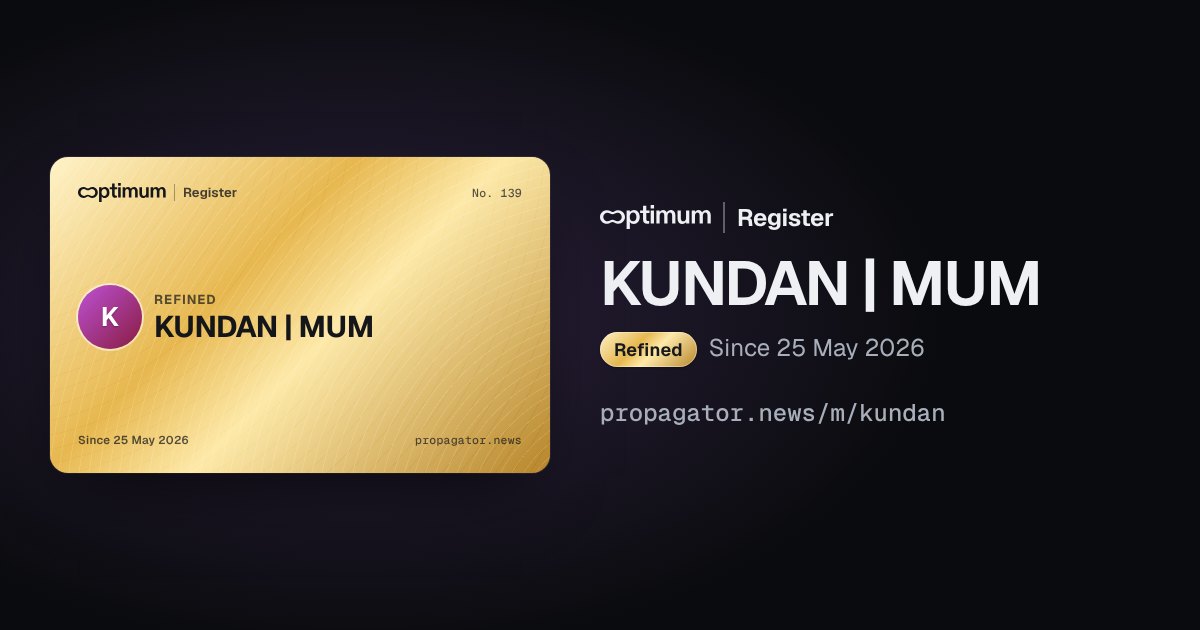 optimum | Register
No. 139
K
REFINED
KUNDAN | MUM
Since 25 May 2026
propagator.news
optimum | Register
KUNDAN | MUM
Refined Since 25 May 2026
propagator.news/m/kundan